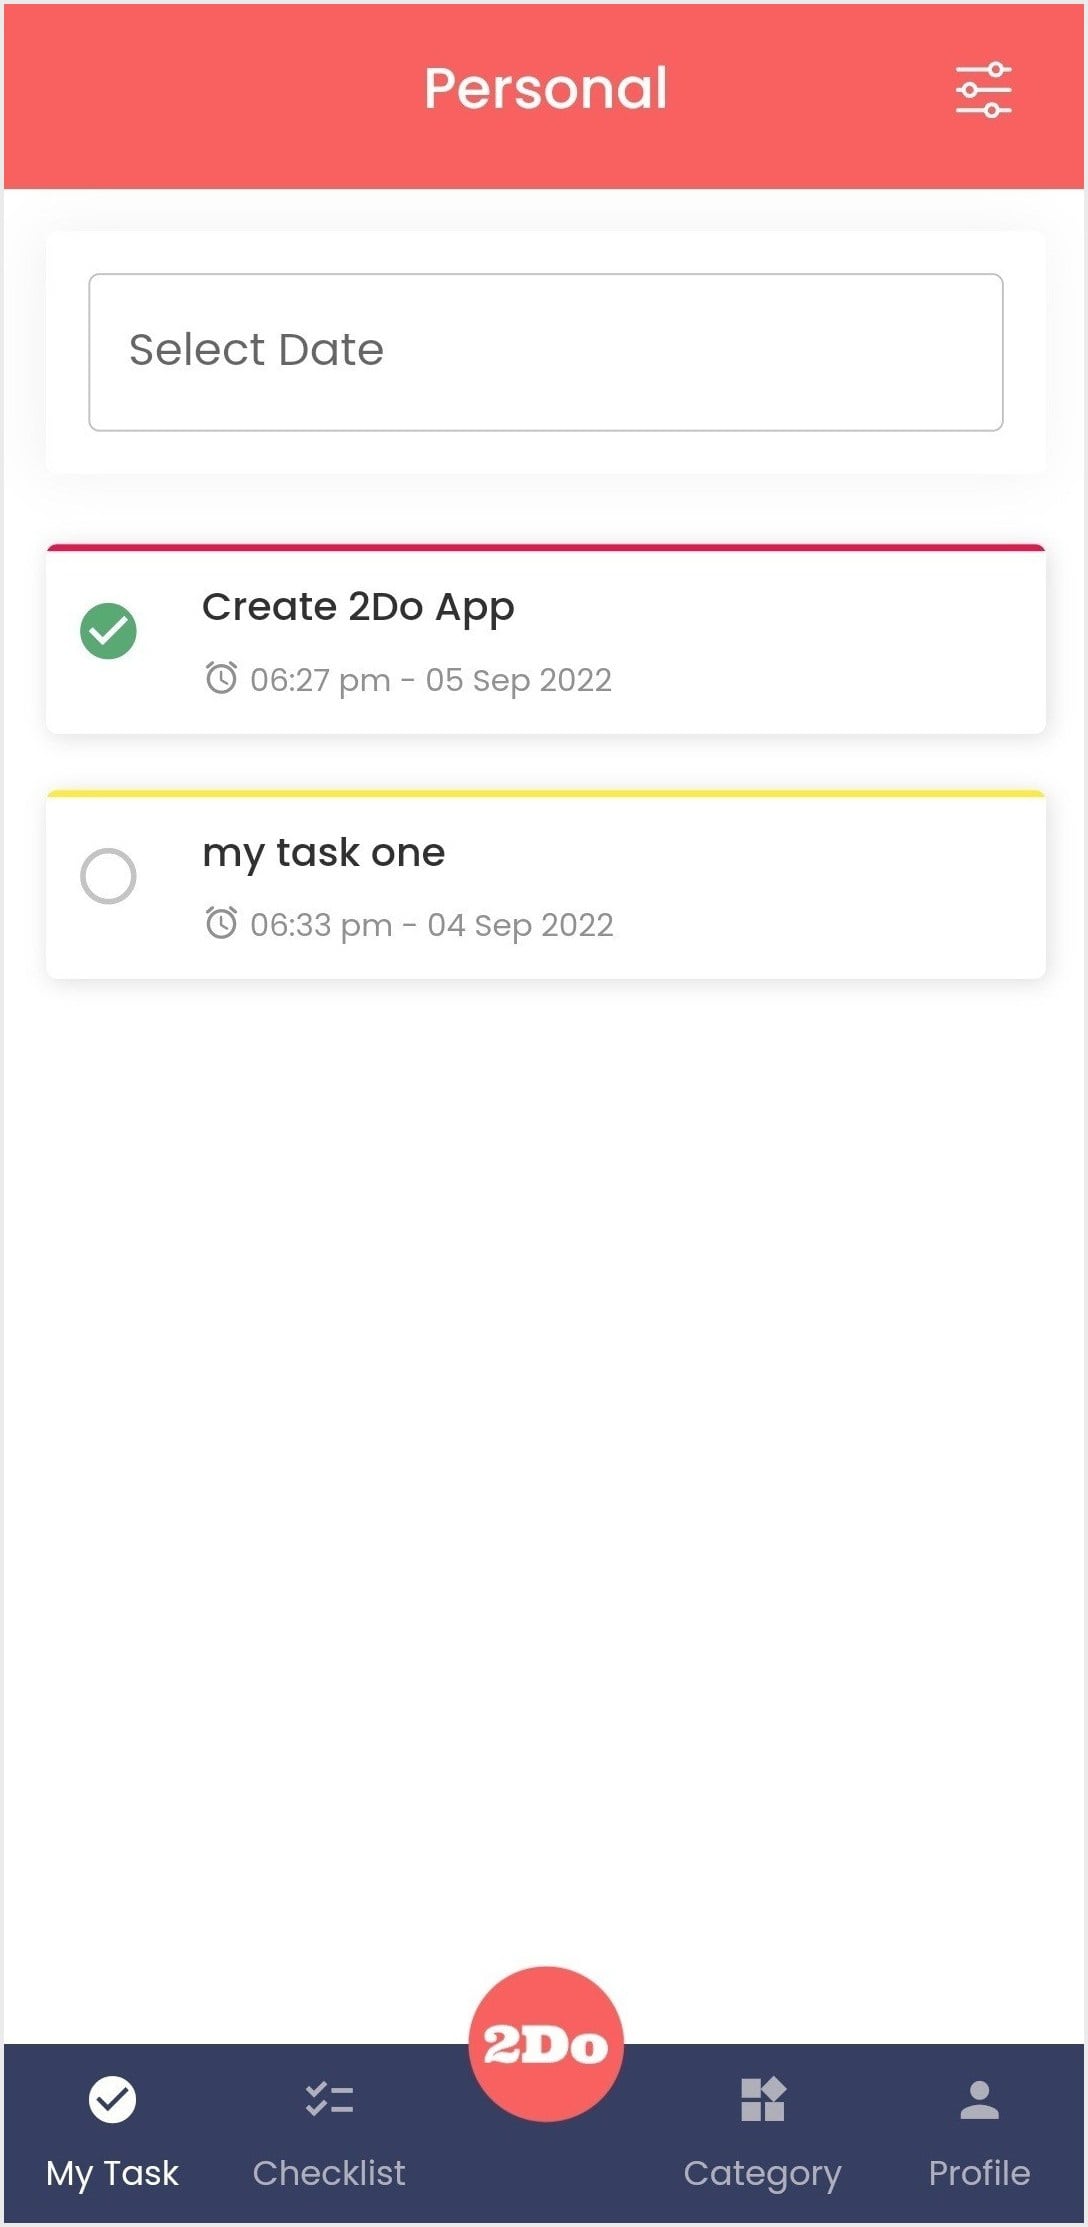 Personal
Select Date
Create 2Do App
06:27 pm - 05 Sep 2022
my task one
06:33 pm - 04 Sep 2022
2Do
My Task
Checklist
Category
Profile